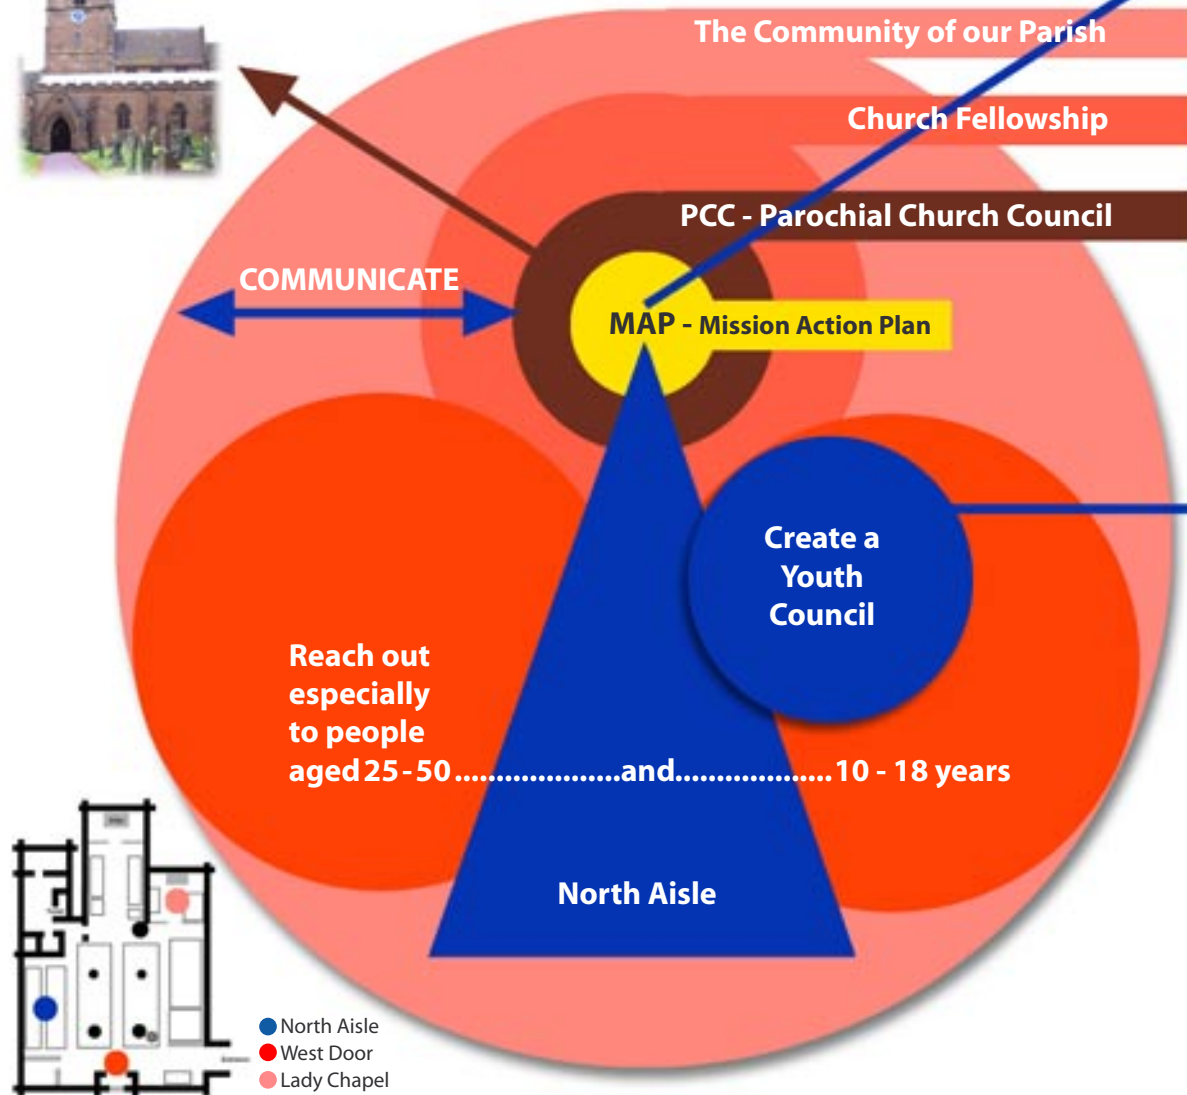 The Community of our Parish
Church Fellowship
PCC - Parochial Church Council
COMMUNICATE
MAP - Mission Action Plan
Create a
Youth
Council
Reach out
especially
to people
aged 25 - 50....................and...................10 - 18 years
North Aisle
North Aisle
West Door
Lady Chapel